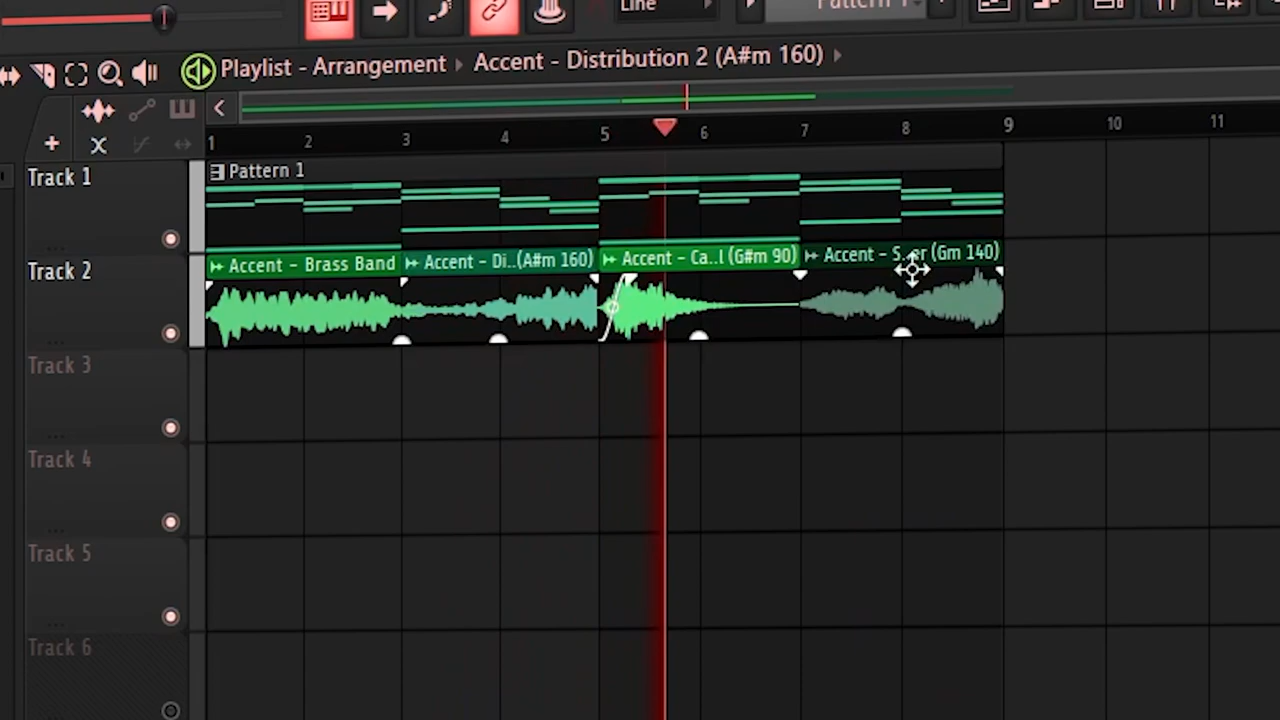 Line
Pattern 1
Playlist - Arrangement Accent - Distribution 2 (A#m 160)
1 2 3 4 5 6 7 8 9 10 11
Pattern 1
Track 1
Accent - Brass Band Accent - Di..(A#m 160) Accent - Ca..l (G#m 90) Accent - S..er (Gm 140)
Track 2
Track 3
Track 4
Track 5
Track 6